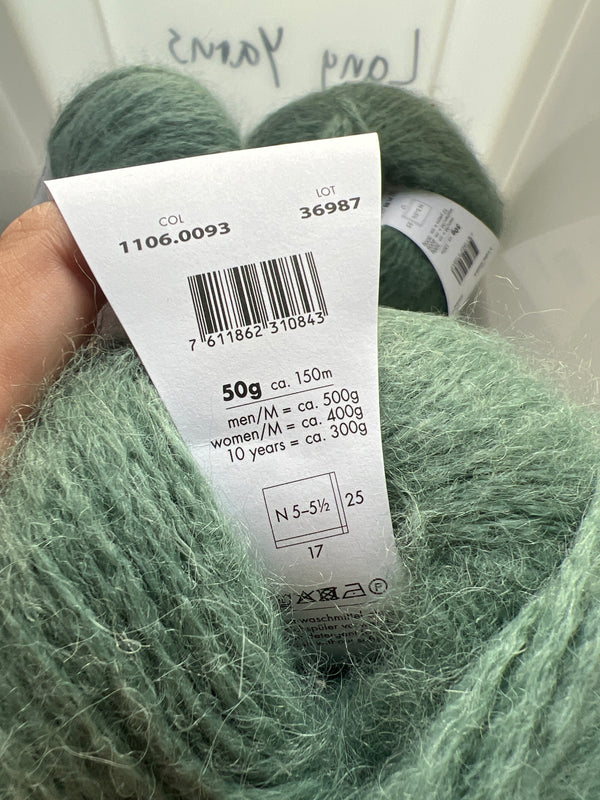 Lang Yarns
COL
1106.0093
LOT
36987
7 611862 310843
50g ca. 150m
men/M = ca. 500g
women/M = ca. 400g
10 years = ca. 300g
N 5–5½
25
17
F
waschmittel